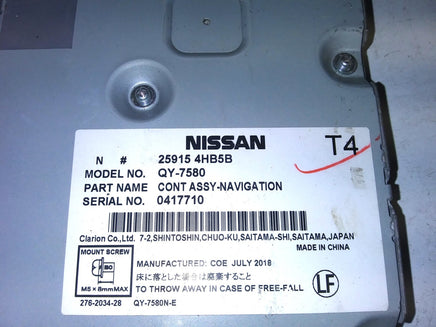 NISSAN
T4
N # 25915 4HB5B
MODEL NO. QY-7580
PART NAME CONT ASSY-NAVIGATION
SERIAL NO. 0417710
Clarion Co.,Ltd. 7-2,SHINTOSHIN,CHUO-KU,SAITAMA-SHI,SAITAMA,JAPAN
MADE IN CHINA
MOUNT SCREW
ISO
M5×8mmMAX
MANUFACTURED: COE JULY 2018
床に落とした場合は廃棄すること
TO THROW AWAY IN CASE OF FREE-FALL
LF
276-2034-28 QY-7580N-E